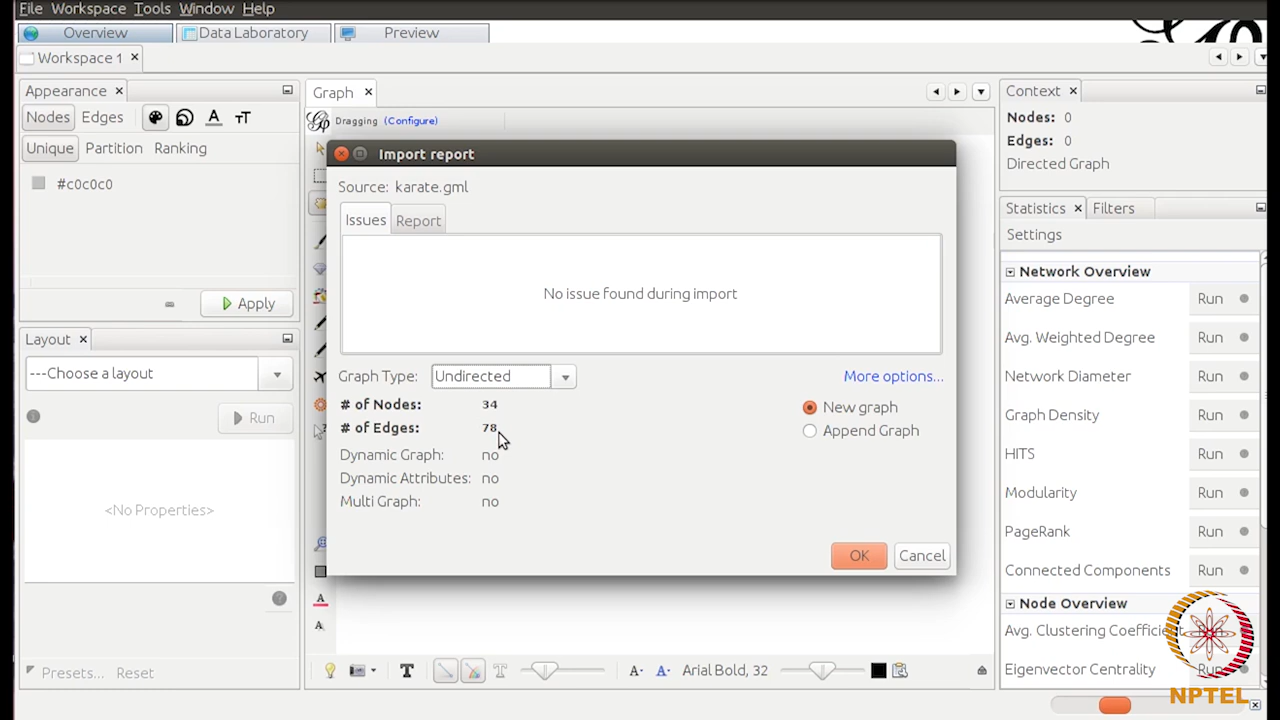 File Workspace Tools Window Help
Overview Data Laboratory Preview
Workspace 1
Appearance
Nodes Edges
Unique Partition Ranking
#c0c0c0
Apply
Layout
---Choose a layout
Run
<No Properties>
Presets... Reset
Graph
Dragging (Configure)
Import report
Source: karate.gml
Issues Report
No issue found during import
Graph Type: Undirected More options...
# of Nodes: 34 New graph
# of Edges: 78 Append Graph
Dynamic Graph: no
Dynamic Attributes: no
Multi Graph: no
OK Cancel
Arial Bold, 32
Context
Nodes: 0
Edges: 0
Directed Graph
Statistics Filters
Settings
Network Overview
Average Degree Run
Avg. Weighted Degree Run
Network Diameter Run
Graph Density Run
HITS Run
Modularity Run
PageRank Run
Connected Components Run
Node Overview
Avg. Clustering Coefficient Run
Eigenvector Centrality Run
NPTEL